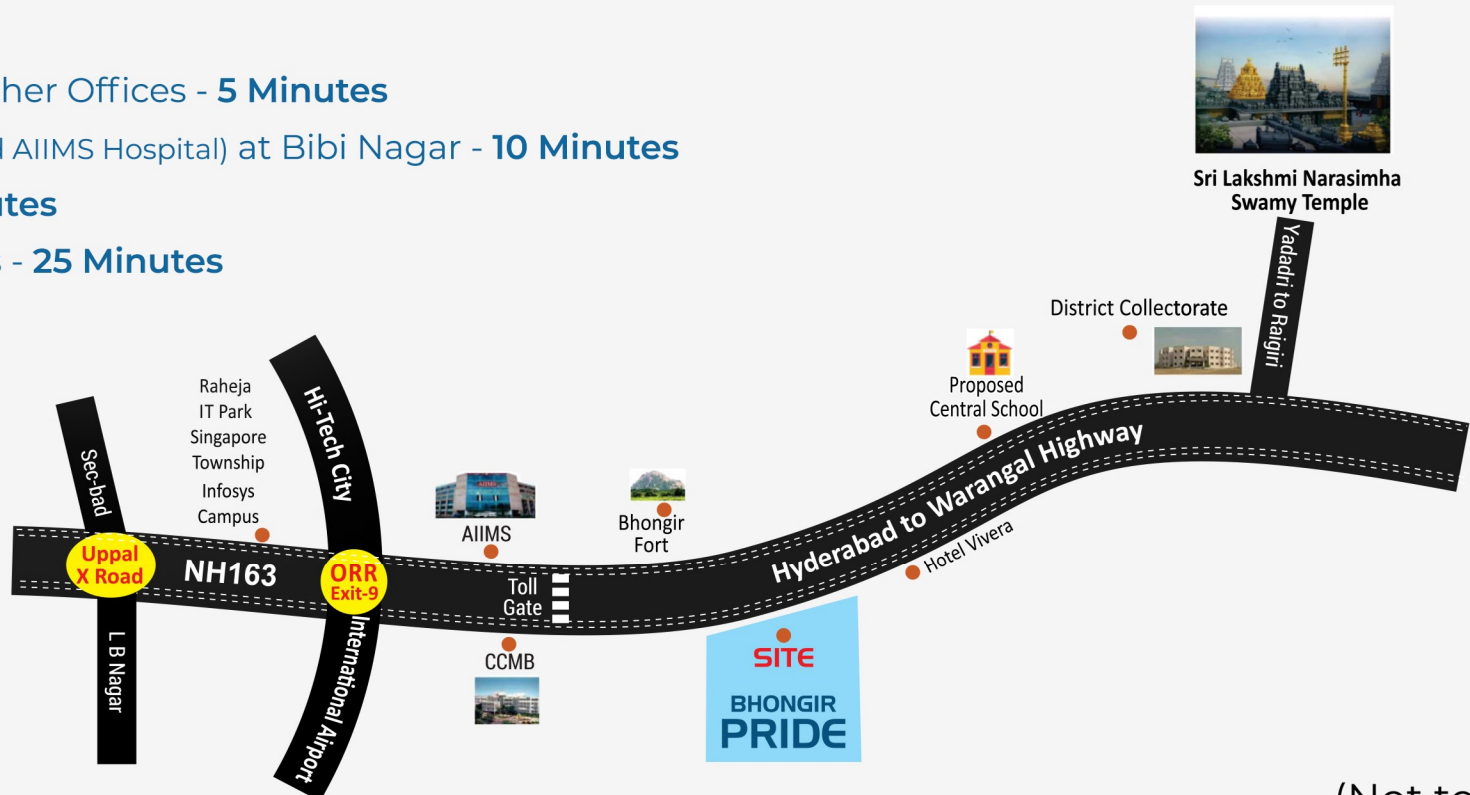 her Offices - 5 Minutes
AIIMS Hospital) at Bibi Nagar - 10 Minutes
utes
- 25 Minutes
Sri Lakshmi Narasimha
Swamy Temple
Yadadri to Raigiri
District Collectorate
Proposed
Central School
Hyderabad to Warangal Highway
Hotel Vivera
Raheja
IT Park
Singapore
Township
Infosys
Campus
Hi-Tech City
Sec-bad
Uppal
X Road
L B Nagar
NH163
ORR
Exit-9
International Airport
AIIMS
Toll
Gate
CCMB
Bhongir
Fort
SITE
BHONGIR
PRIDE
(Not to